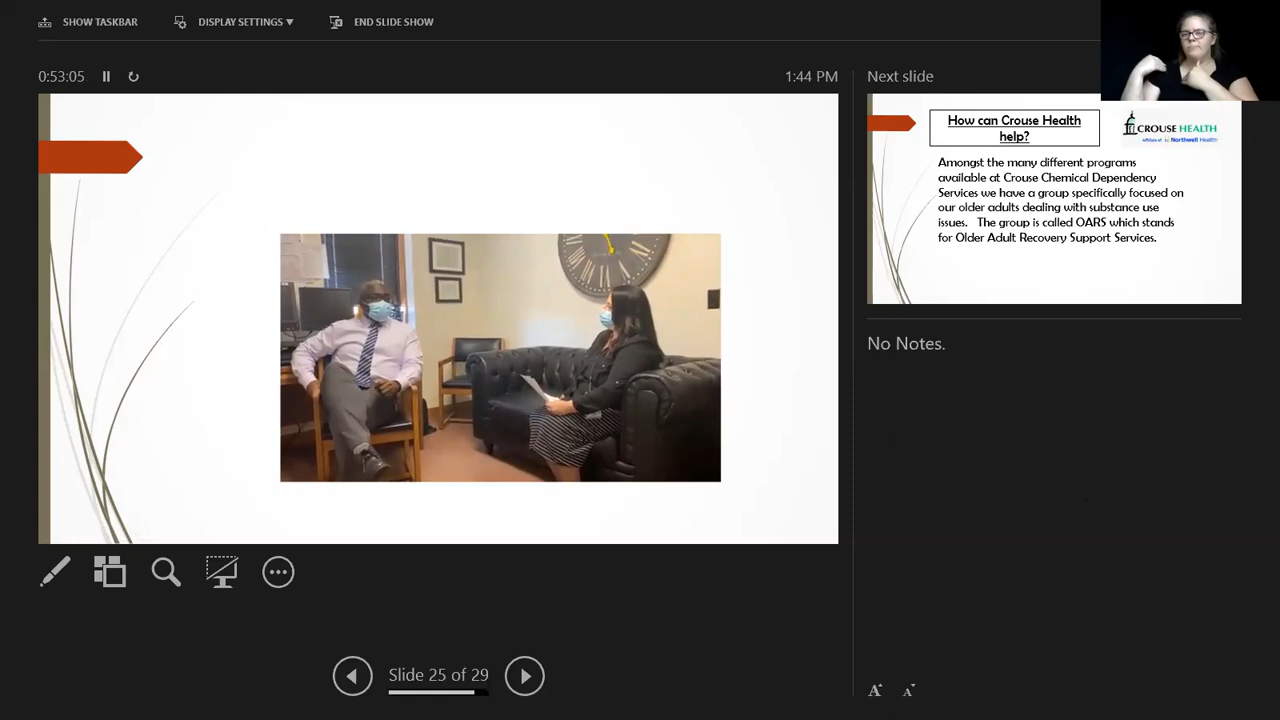 SHOW TASKBAR
DISPLAY SETTINGS ▼
END SLIDE SHOW
0:53:05
1:44 PM
Next slide
How can Crouse Health
help?
CROUSE HEALTH
Northwell Health
Amongst the many different programs
available at Crouse Chemical Dependency
Services we have a group specifically focused on
our older adults dealing with substance use
issues. The group is called OARS which stands
for Older Adult Recovery Support Services.
No Notes.
Slide 25 of 29
A A